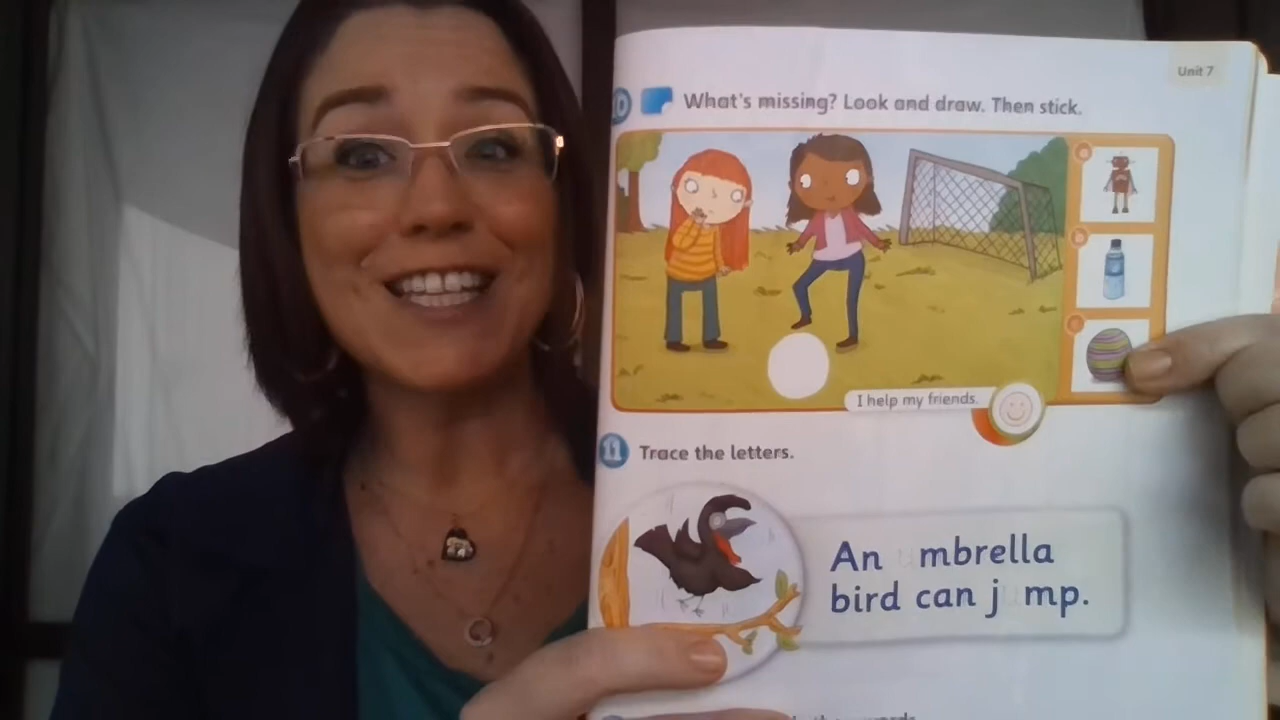 Unit 7
What's missing? Look and draw. Then stick.
a
b
c
I help my friends.
11 Trace the letters.
An umbrella
bird can jump.